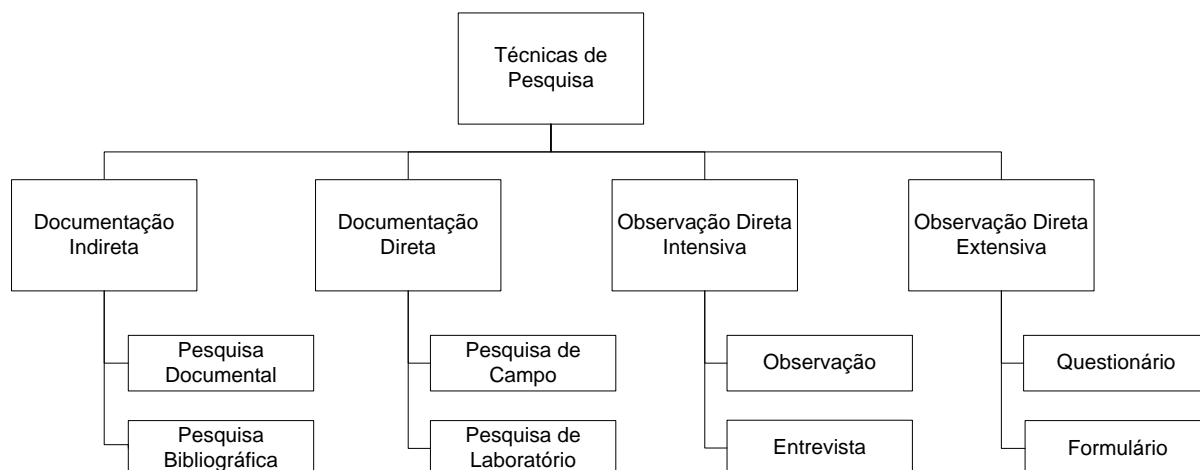 Técnicas de
Pesquisa
Documentação
Indireta
Documentação
Direta
Observação Direta
Intensiva
Observação Direta
Extensiva
Pesquisa
Documental
Pesquisa de
Campo
Observação
Questionário
Pesquisa
Bibliográfica
Pesquisa de
Laboratório
Entrevista
Formulário